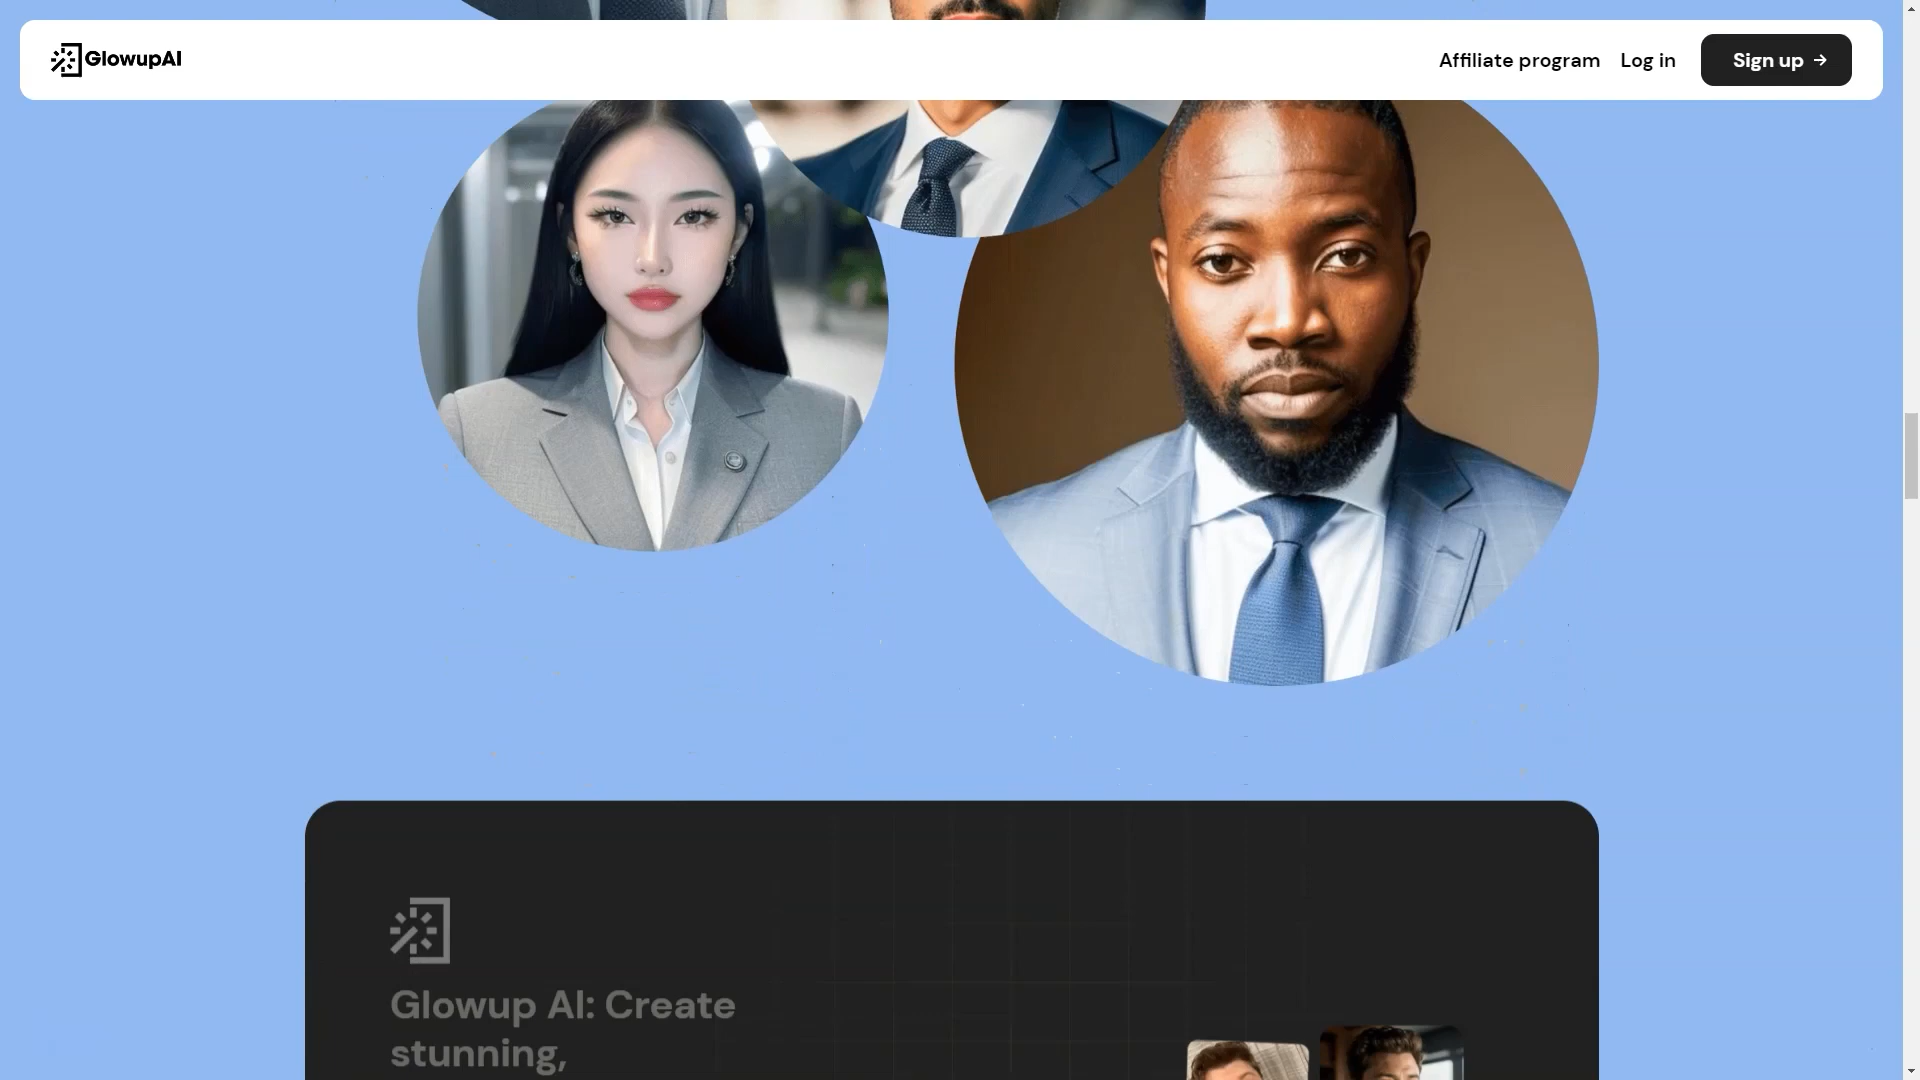 GlowupAI
Affiliate program
Log in
Sign up →
Glowup AI: Create
stunning,